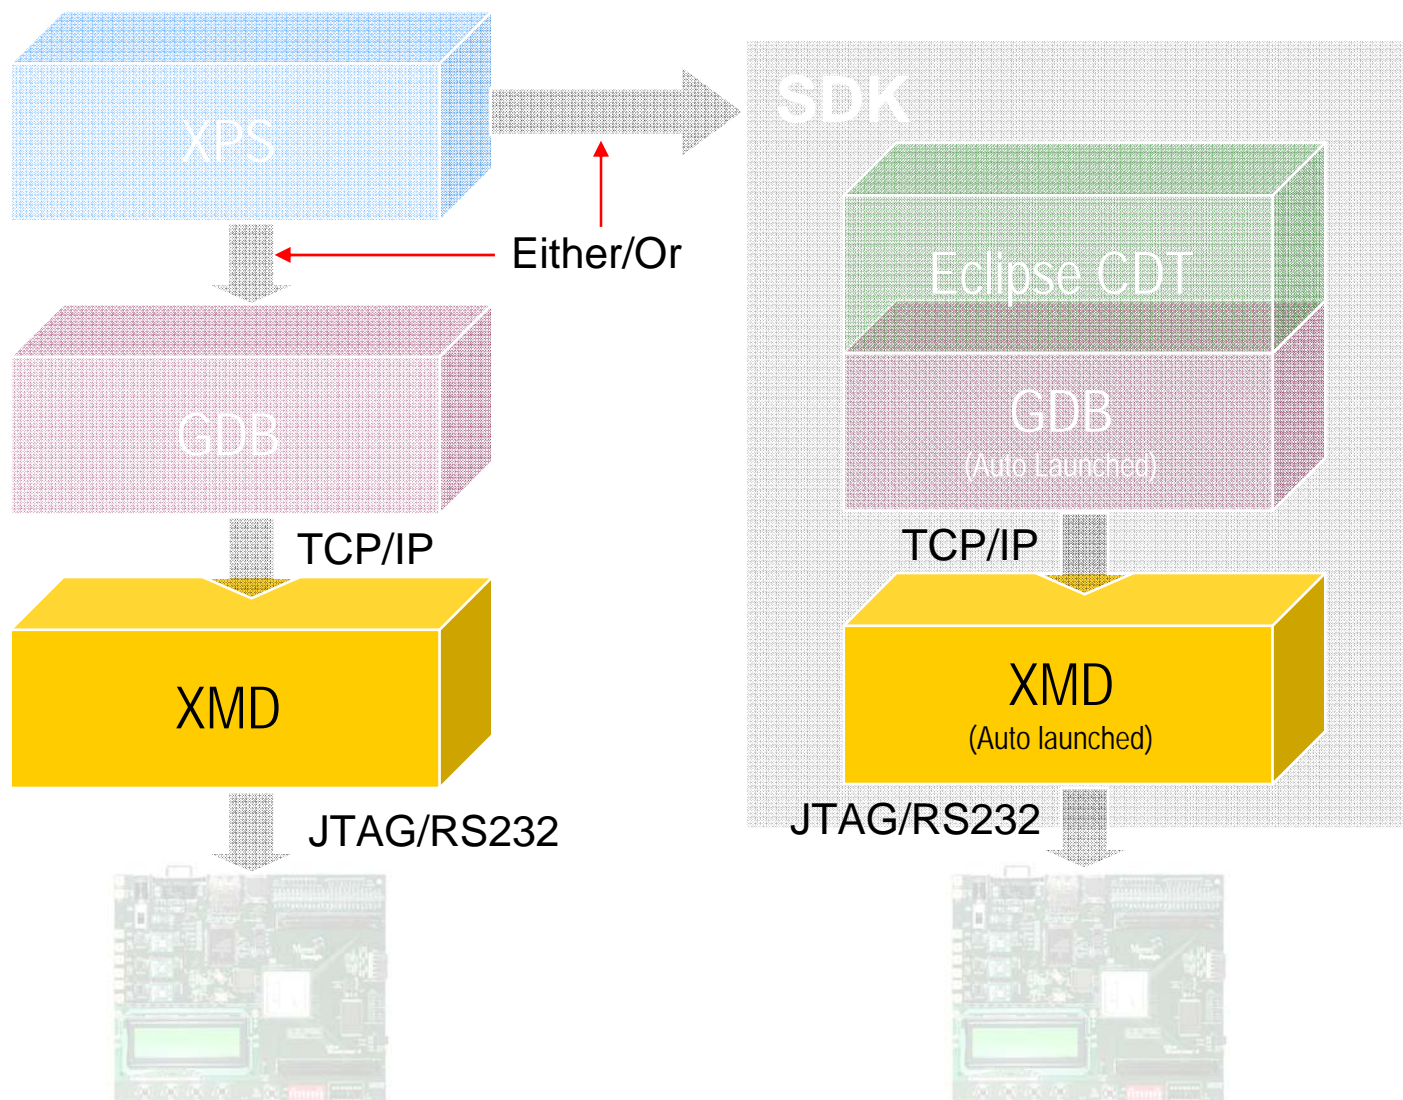 XPS
SDK
Either/Or
Eclipse CDT
GDB
GDB
(Auto Launched)
TCP/IP
TCP/IP
XMD
XMD
(Auto launched)
JTAG/RS232
JTAG/RS232